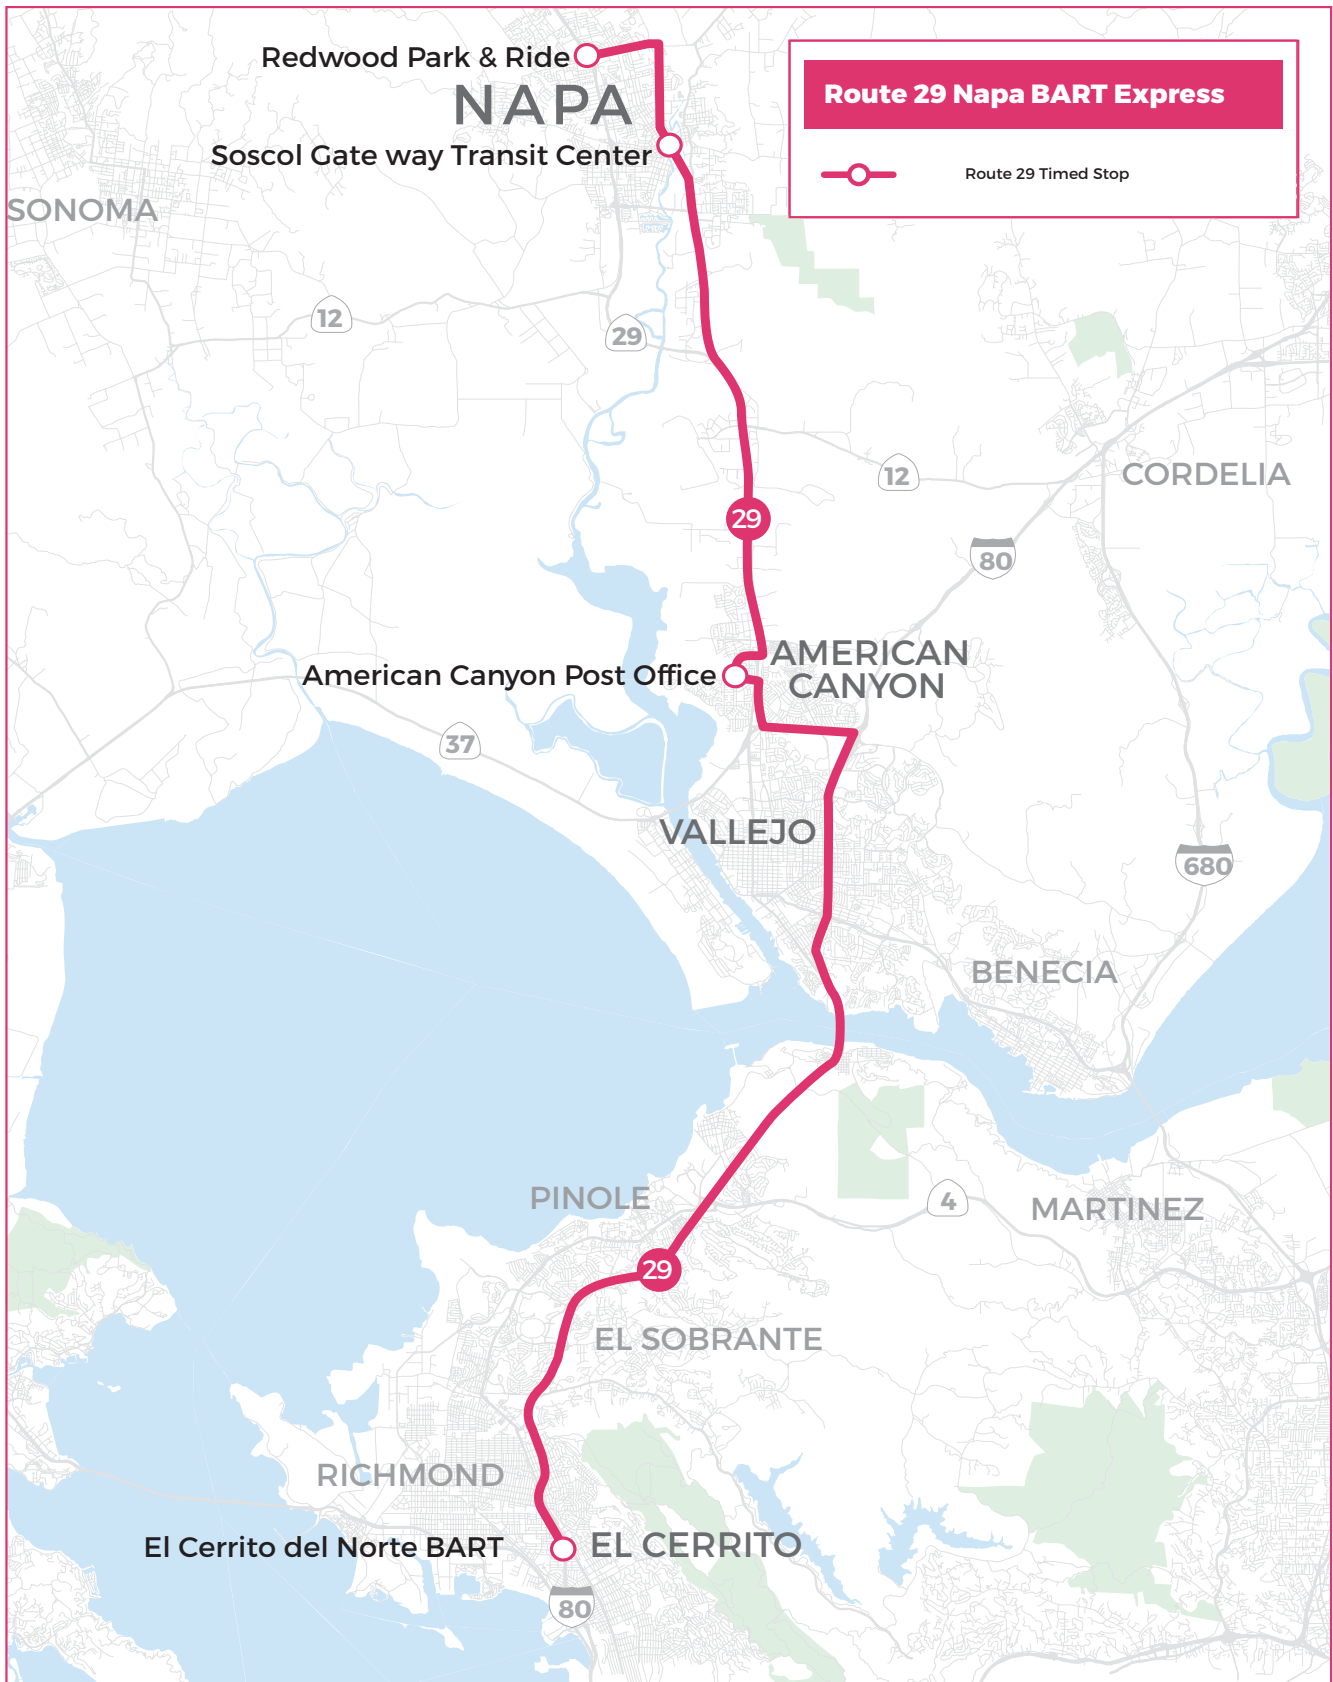 Redwood Park & Ride
NAPA
Route 29 Napa BART Express
Soscol Gate way Transit Center
Route 29 Timed Stop
SONOMA
12
29
CORDELIA
12
29
80
AMERICAN
CANYON
American Canyon Post Office
37
VALLEJO
680
BENECIA
PINOLE
4
MARTINEZ
29
EL SOBRANTE
RICHMOND
El Cerrito del Norte BART
EL CERRITO
80